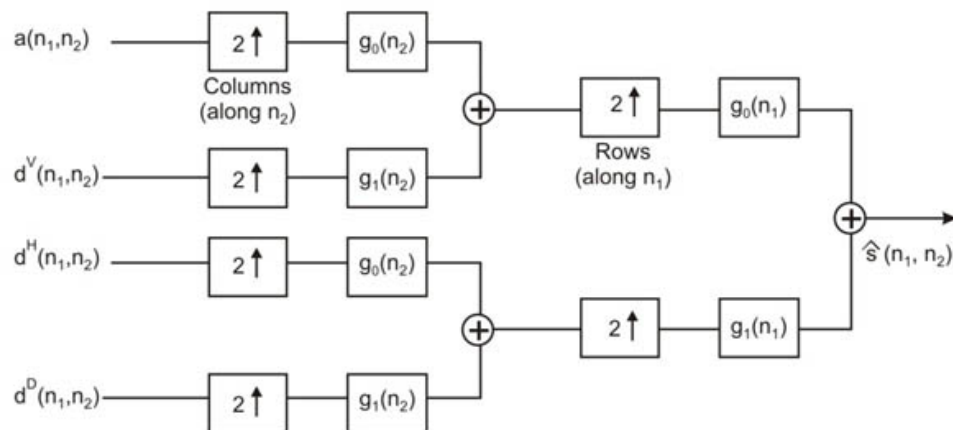 a(n₁,n₂)
2↑
g₀(n₂)
Columns
(along n₂)
+
2↑
g₀(n₁)
Rows
(along n₁)
dⱽ(n₁,n₂)
2↑
g₁(n₂)
+
ŝ (n₁, n₂)
dᴴ(n₁,n₂)
2↑
g₀(n₂)
+
2↑
g₁(n₁)
dᴰ(n₁,n₂)
2↑
g₁(n₂)